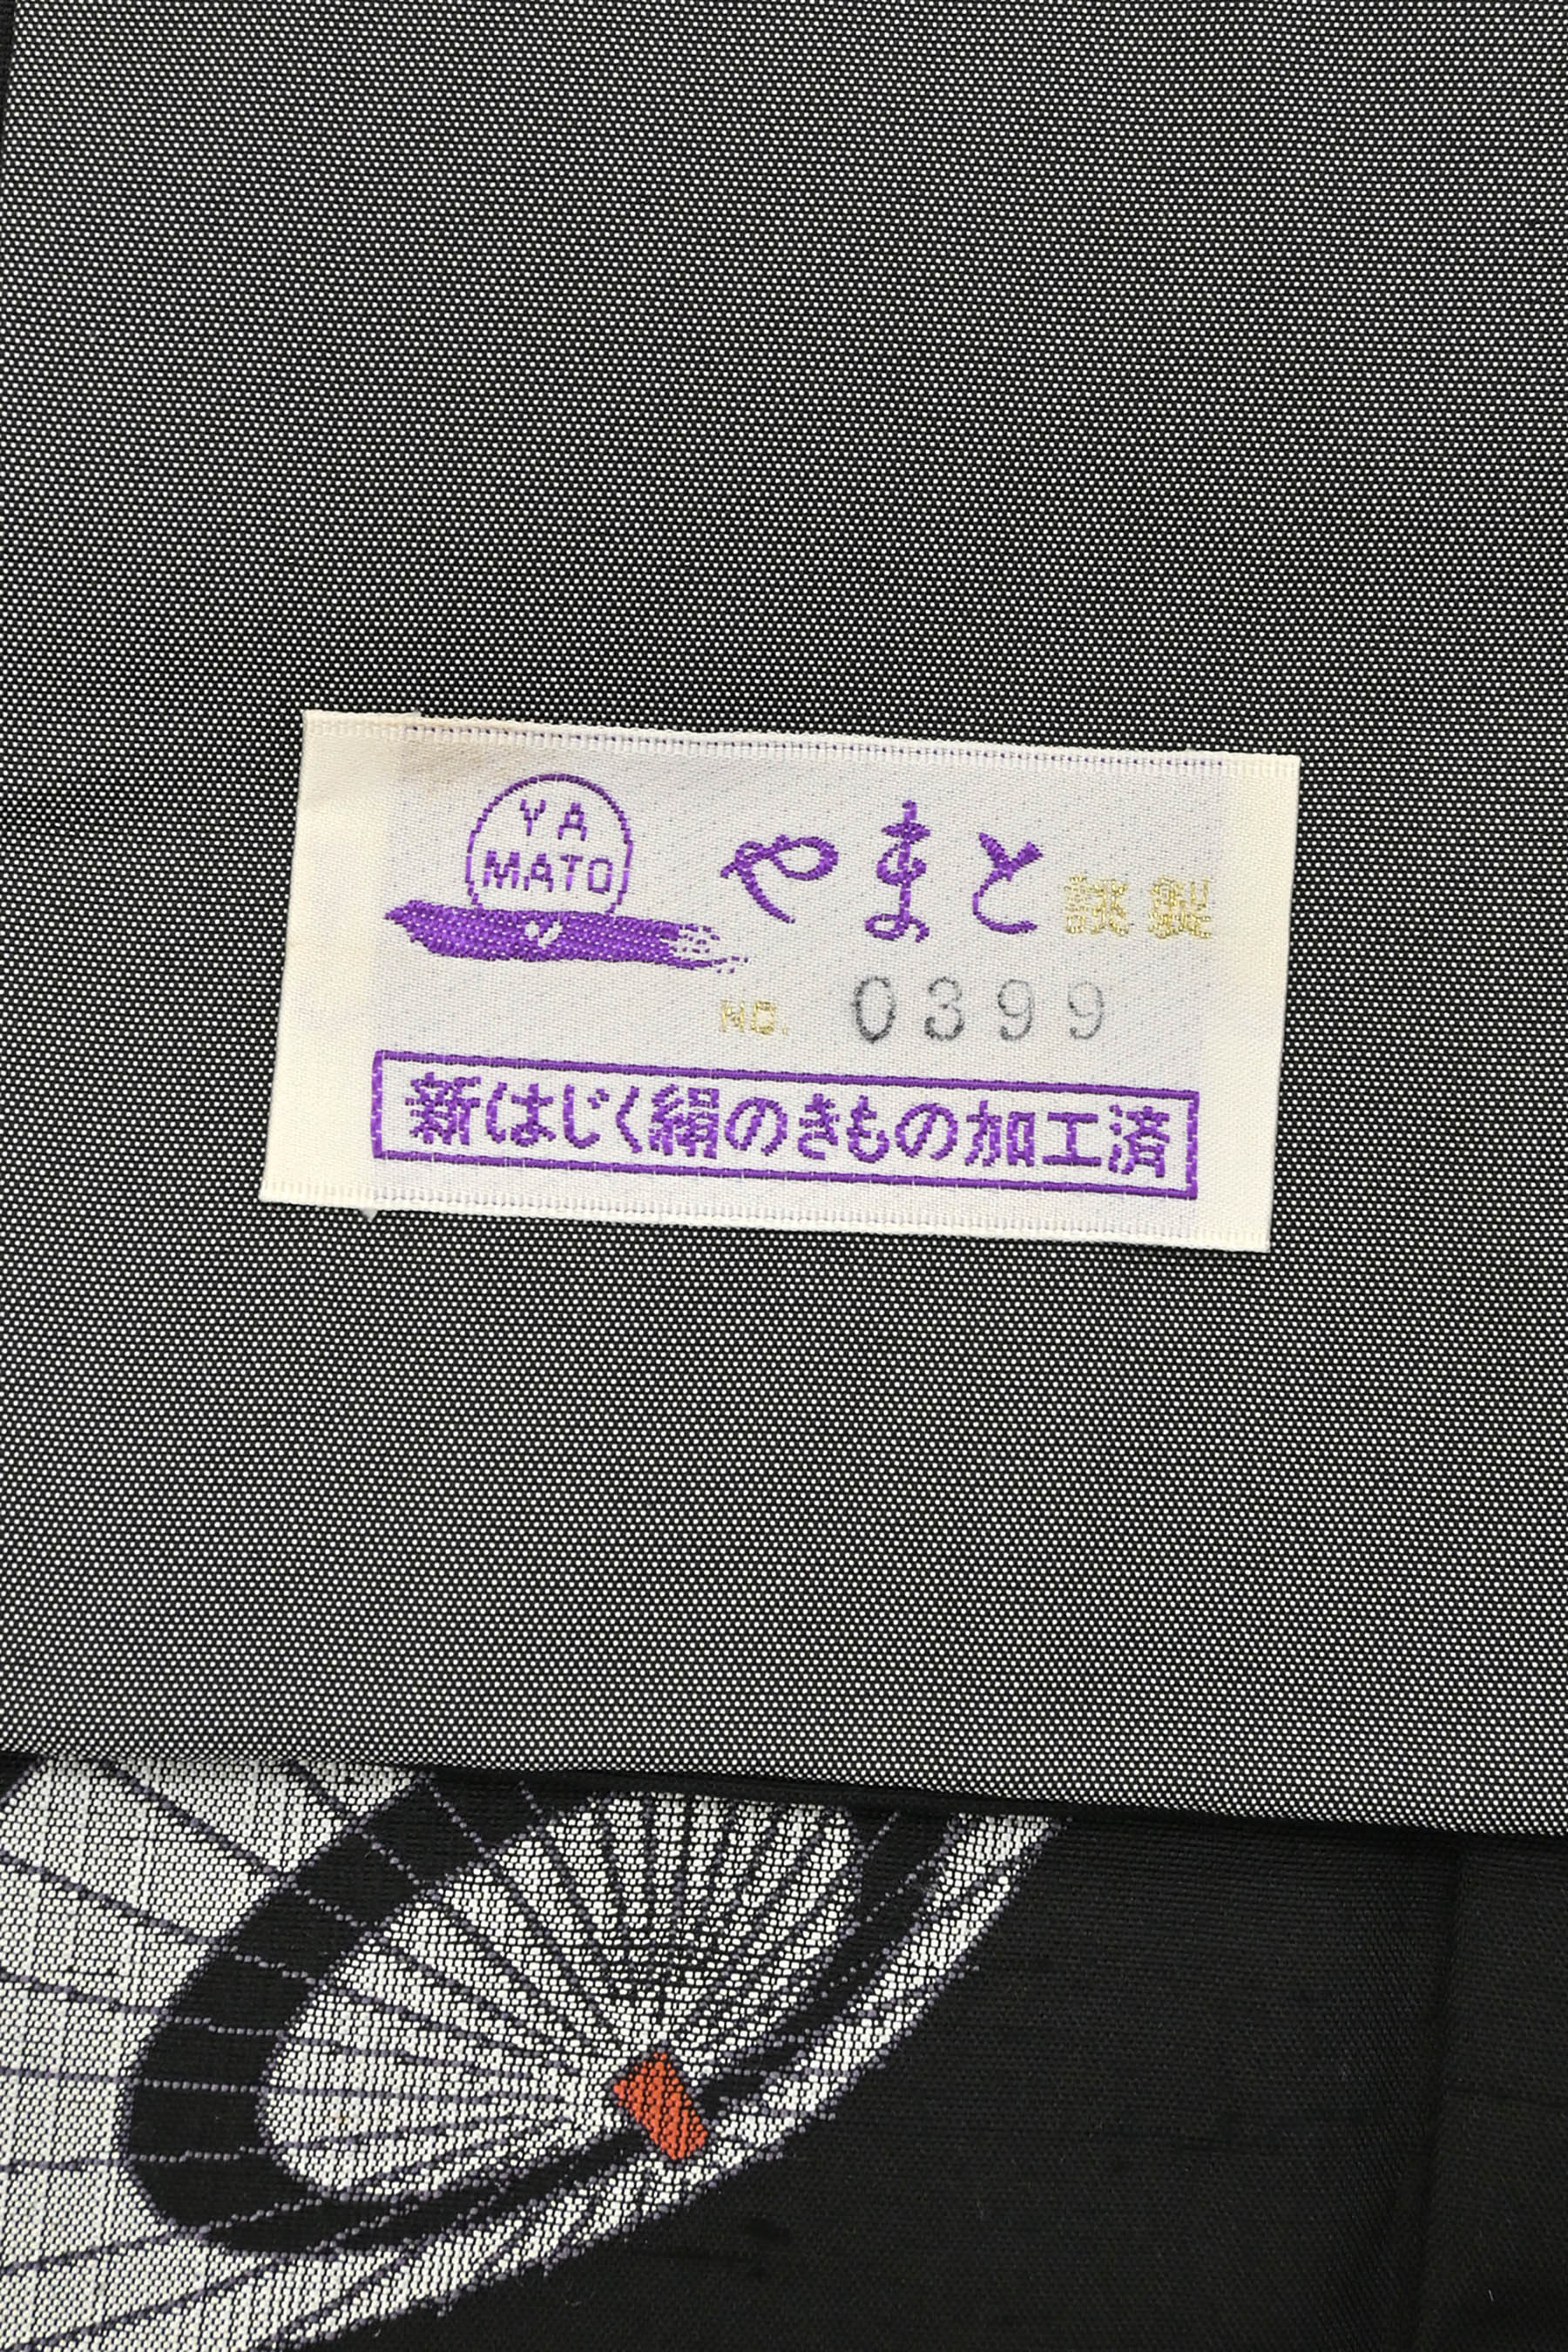 YA
MATO
やまと 謹製
NO. 0399
新はじく絹のきもの加工済